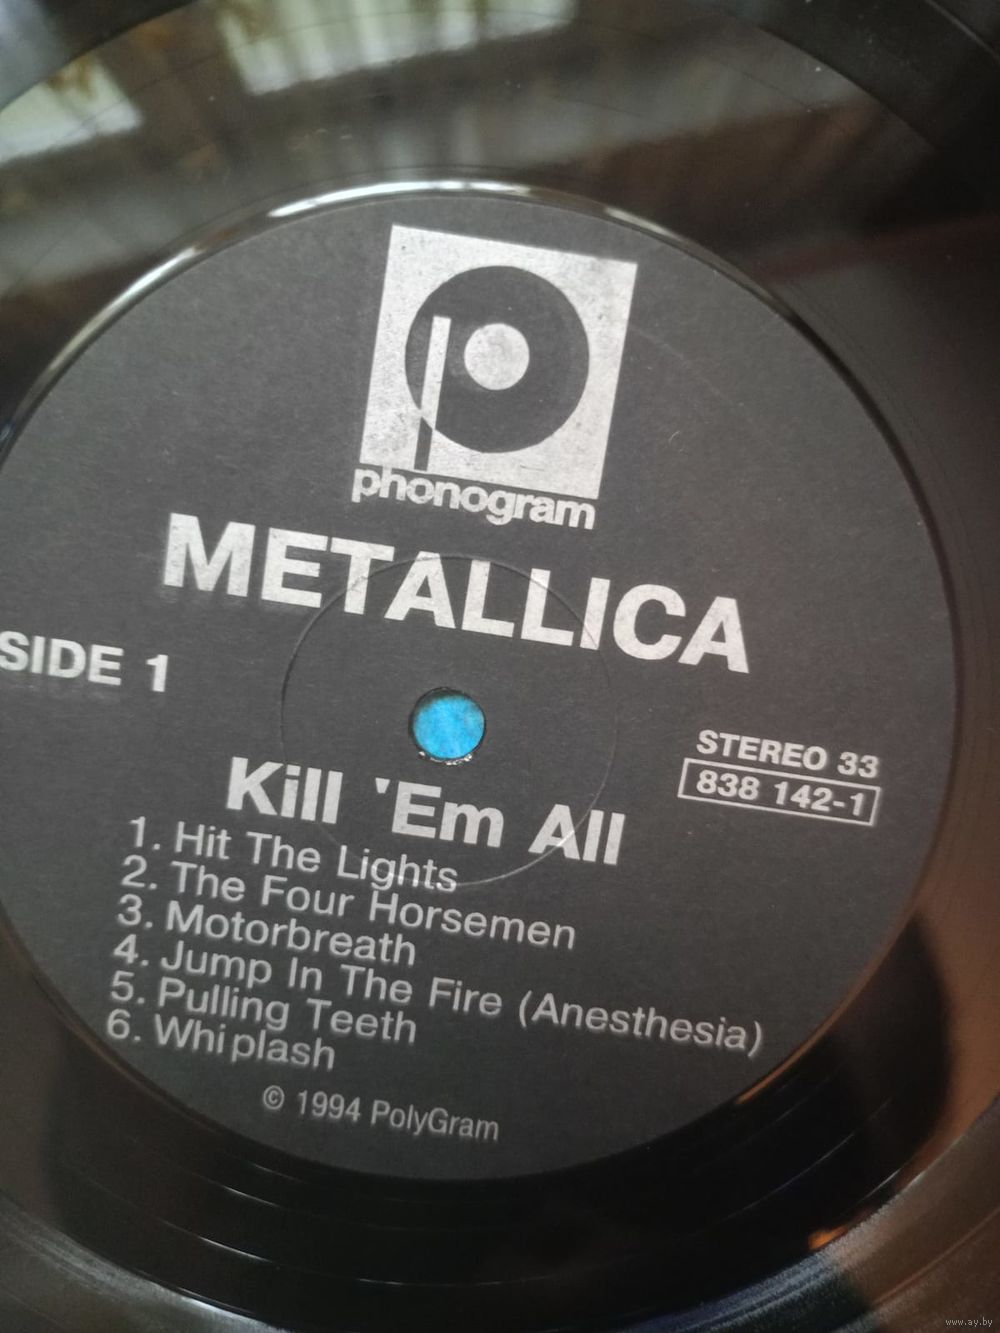 phonogram
METALLICA
SIDE 1
STEREO 33
838 142-1
Kill 'Em All
1. Hit The Lights
2. The Four Horsemen
3. Motorbreath
4. Jump In The Fire (Anesthesia)
5. Pulling Teeth
6. Whiplash
© 1994 PolyGram
www.ay.by